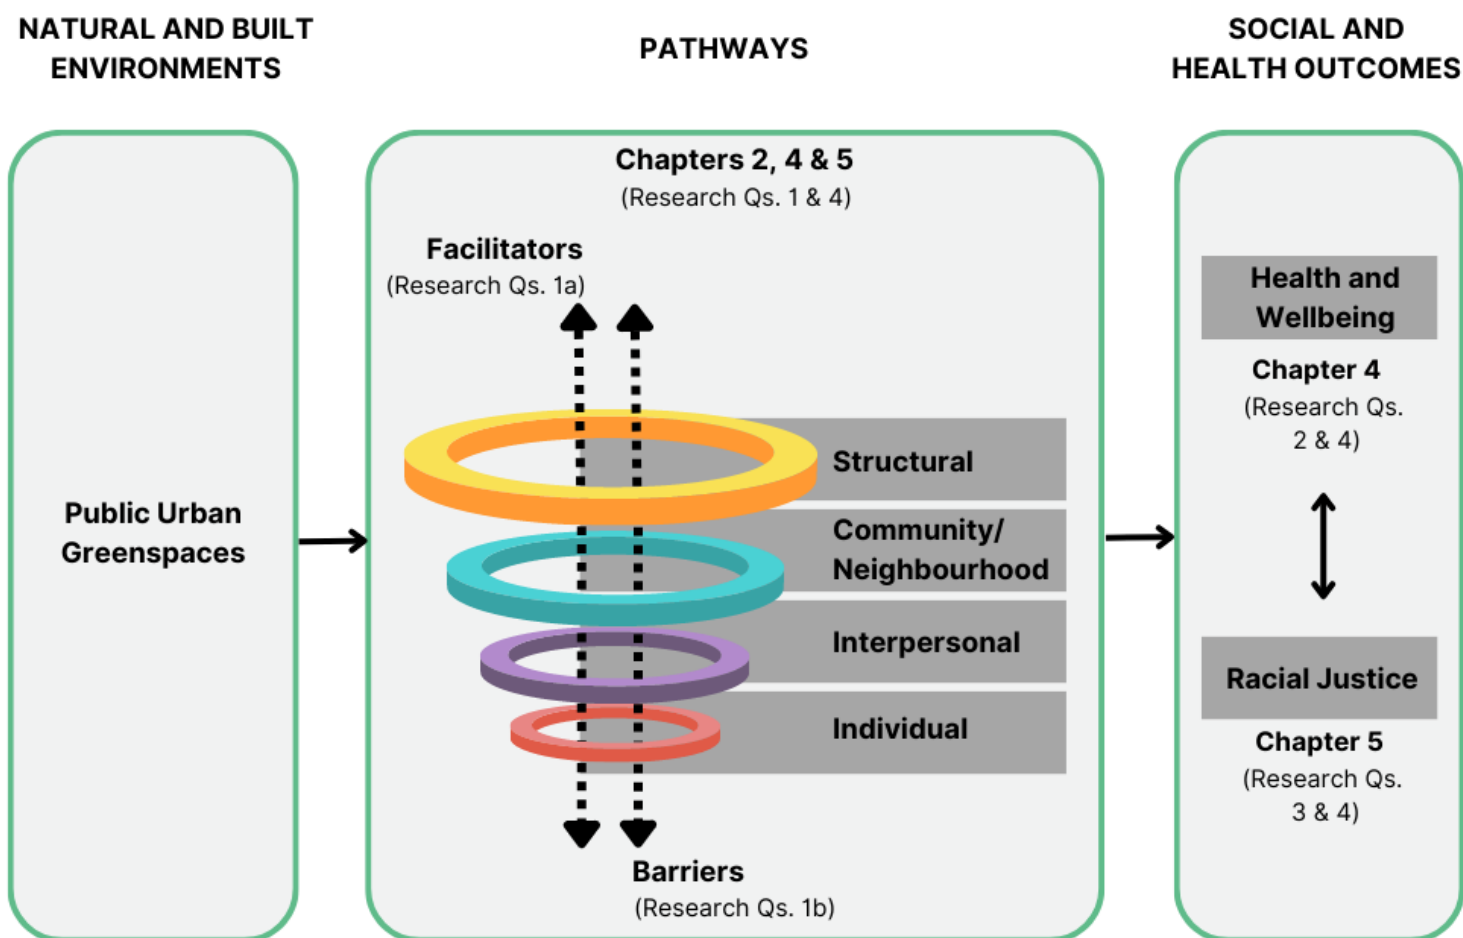 NATURAL AND BUILT
ENVIRONMENTS
PATHWAYS
SOCIAL AND
HEALTH OUTCOMES
Public Urban
Greenspaces
Chapters 2, 4 & 5
(Research Qs. 1 & 4)
Facilitators
(Research Qs. 1a)
Structural
Community/
Neighbourhood
Interpersonal
Individual
Barriers
(Research Qs. 1b)
Health and
Wellbeing
Chapter 4
(Research Qs.
2 & 4)
Racial Justice
Chapter 5
(Research Qs.
3 & 4)